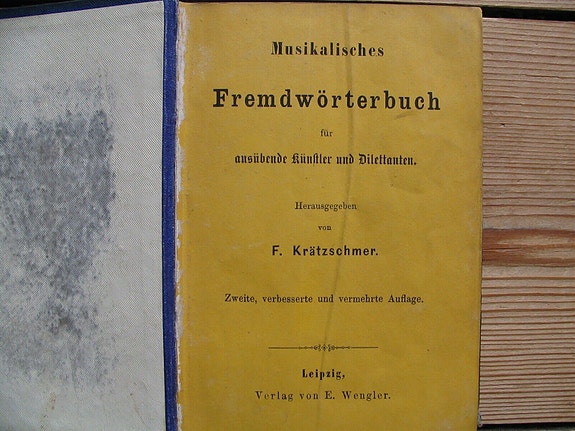 Musikalisches
Fremdwörterbuch
für
ausübende Künstler und Dilettanten.
Herausgegeben
von
F. Krätzschmer.
Zweite, verbesserte und vermehrte Auflage.
Leipzig,
Verlag von E. Wengler.